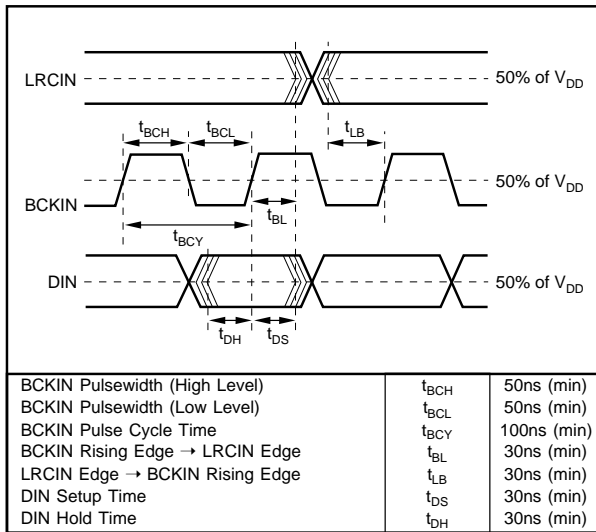 LRCIN
50% of VDD
tBCH
tBCL
tLB
BCKIN
50% of VDD
tBL
tBCY
DIN
50% of VDD
tDH
tDS
BCKIN Pulsewidth (High Level) tBCH 50ns (min)
BCKIN Pulsewidth (Low Level) tBCL 50ns (min)
BCKIN Pulse Cycle Time tBCY 100ns (min)
BCKIN Rising Edge → LRCIN Edge tBL 30ns (min)
LRCIN Edge → BCKIN Rising Edge tLB 30ns (min)
DIN Setup Time tDS 30ns (min)
DIN Hold Time tDH 30ns (min)